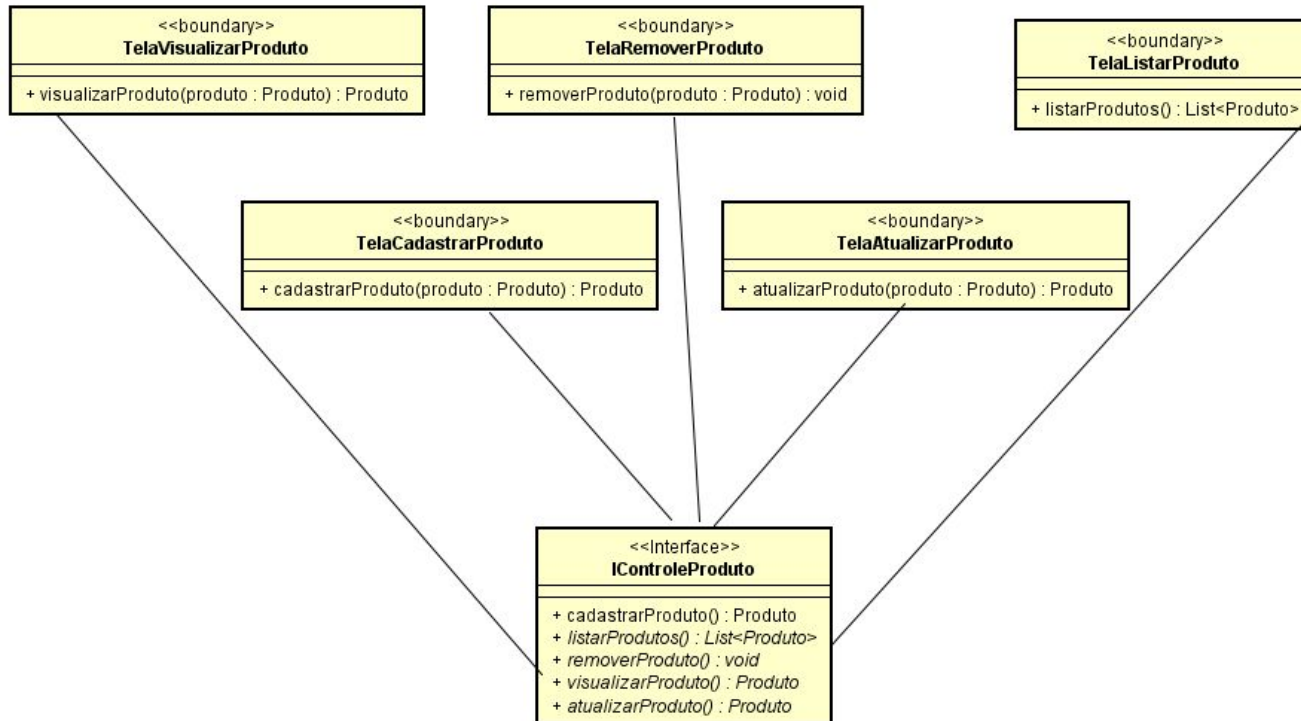 <<boundary>>
TelaVisualizarProduto
+ visualizarProduto(produto : Produto) : Produto
<<boundary>>
TelaRemoverProduto
+ removerProduto(produto : Produto) : void
<<boundary>>
TelaListarProduto
+ listarProdutos() : List<Produto>
<<boundary>>
TelaCadastrarProduto
+ cadastrarProduto(produto : Produto) : Produto
<<boundary>>
TelaAtualizarProduto
+ atualizarProduto(produto : Produto) : Produto
<<Interface>>
IControleProduto
+ cadastrarProduto() : Produto
+ listarProdutos() : List<Produto>
+ removerProduto() : void
+ visualizarProduto() : Produto
+ atualizarProduto() : Produto